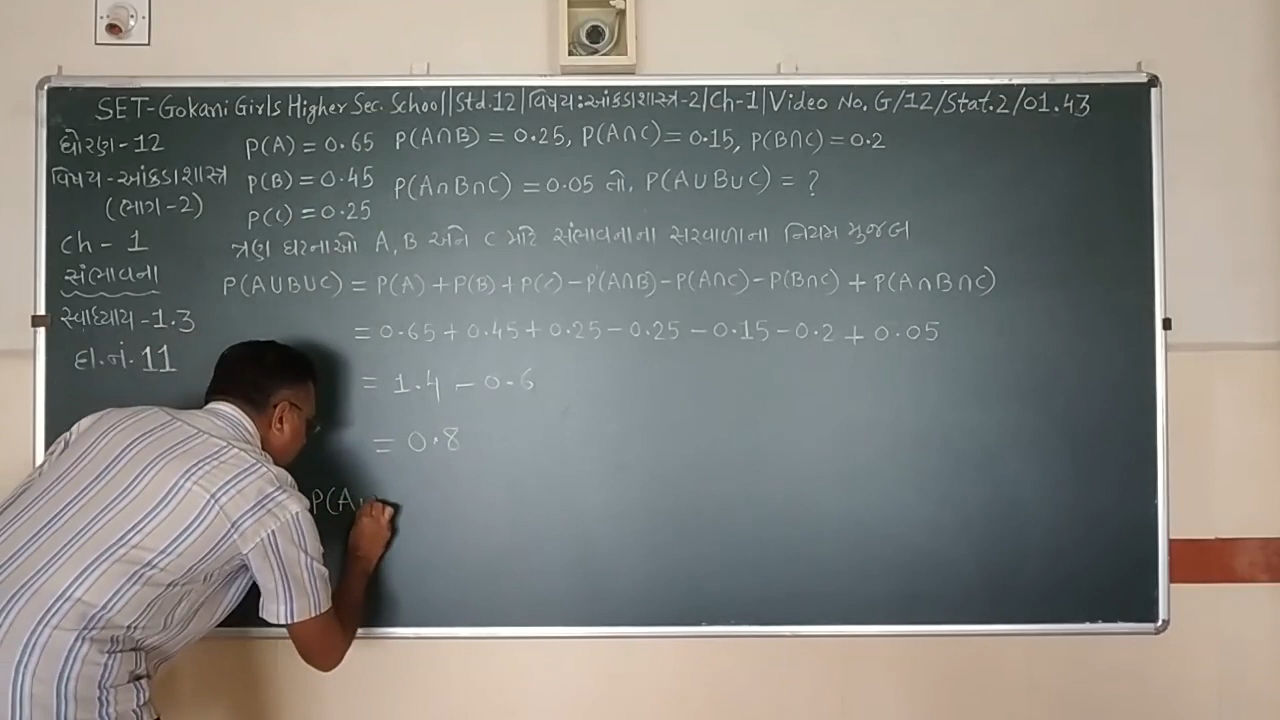 SET-Gokani Girls Higher Sec. School||Std.12|વિષય:આંકડાશાસ્ત્ર-2|Ch-1|Video No. G/12/Stat.2/01.43
ધોરણ-12
વિષય-આંકડાશાસ્ત્ર
(ભાગ-2)
Ch - 1
સંભાવના
સ્વાધ્યાય-1.3
દા.નં. 11
P(A) = 0.65
P(B) = 0.45
P(C) = 0.25
P(A∩B) = 0.25, P(A∩C) = 0.15, P(B∩C) = 0.2
P(A∩B∩C) = 0.05 તો, P(A∪B∪C) = ?
ત્રણ ઘટનાઓ A, B અને C માટે સંભાવનાના સરવાળાના નિયમ મુજબ
P(A∪B∪C) = P(A) + P(B) + P(C) - P(A∩B) - P(A∩C) - P(B∩C) + P(A∩B∩C)
= 0.65 + 0.45 + 0.25 - 0.25 - 0.15 - 0.2 + 0.05
= 1.4 - 0.6
= 0.8
P(A